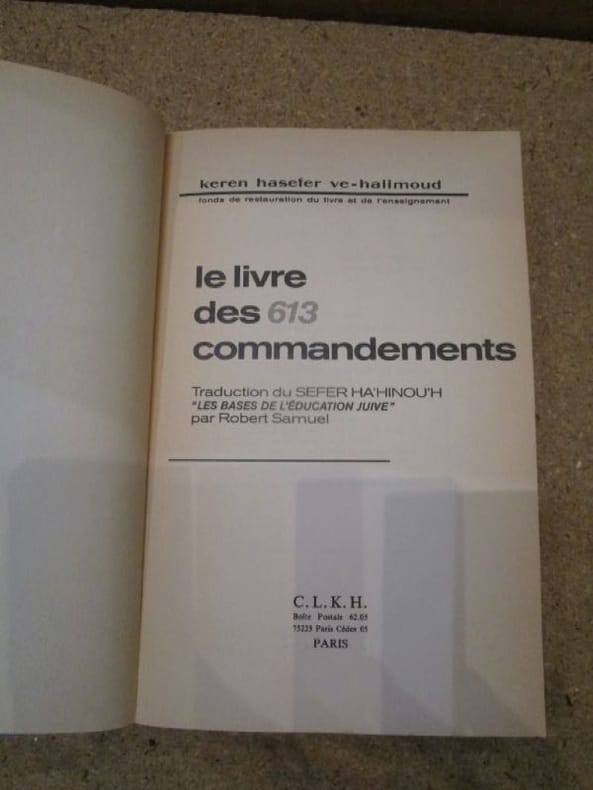 keren hasefer ve-halimoud
fonds de restauration du livre et de l'enseignement
le livre
des 613
commandements
Traduction du SEFER HA'HINOU'H
"LES BASES DE L'ÉDUCATION JUIVE"
par Robert Samuel
C.L.K.H.
Boîte Postale 62.05
75223 Paris Cédex 05
PARIS